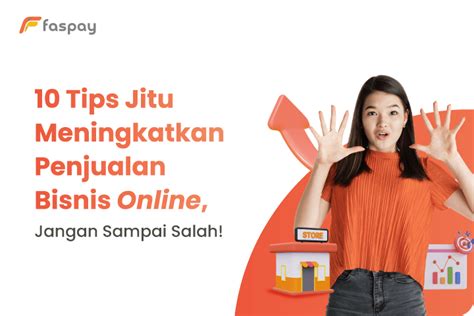 faspay
10 Tips Jitu
Meningkatkan
Penjualan
Bisnis Online,
Jangan Sampai Salah!
STORE